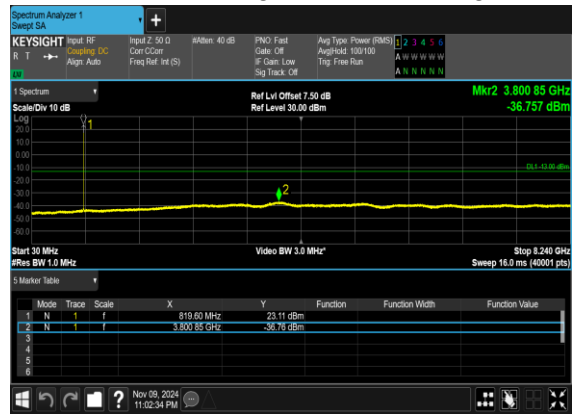 Spectrum Analyzer 1
Swept SA
+
KEYSIGHT Input: RF Input Z: 50 Ω #Atten: 40 dB PNO: Fast Avg Type: Power (RMS) 1 2 3 4 5 6
R T Coupling: DC Corr CCorr Gate: Off Avg|Hold: 100/100 A W W W W W
Align: Auto Freq Ref: Int (S) IF Gain: Low Trig: Free Run
Sig Track: Off A N N N N N
1 Spectrum
Ref Lvl Offset 7.50 dB Mkr2 3.800 85 GHz
Scale/Div 10 dB Ref Level 30.00 dBm -36.757 dBm
Log
1
20.0
10.0
0.00
-10.0
DL1 -13.00 dBm
-20.0
-30.0
2
-40.0
-50.0
-60.0
Start 30 MHz Video BW 3.0 MHz* Stop 8.240 GHz
#Res BW 1.0 MHz Sweep 16.0 ms (40001 pts)
5 Marker Table
Mode Trace Scale X Y Function Function Width Function Value
1 N 1 f 819.60 MHz 23.11 dBm
2 N 1 f 3.800 85 GHz -36.76 dBm
3
4
5
6
? Nov 09, 2024
11:02:34 PM